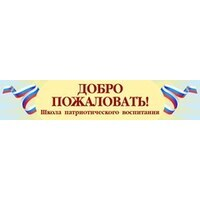 ДОБРО
ПОЖАЛОВАТЬ!
Школа патриотического воспитания